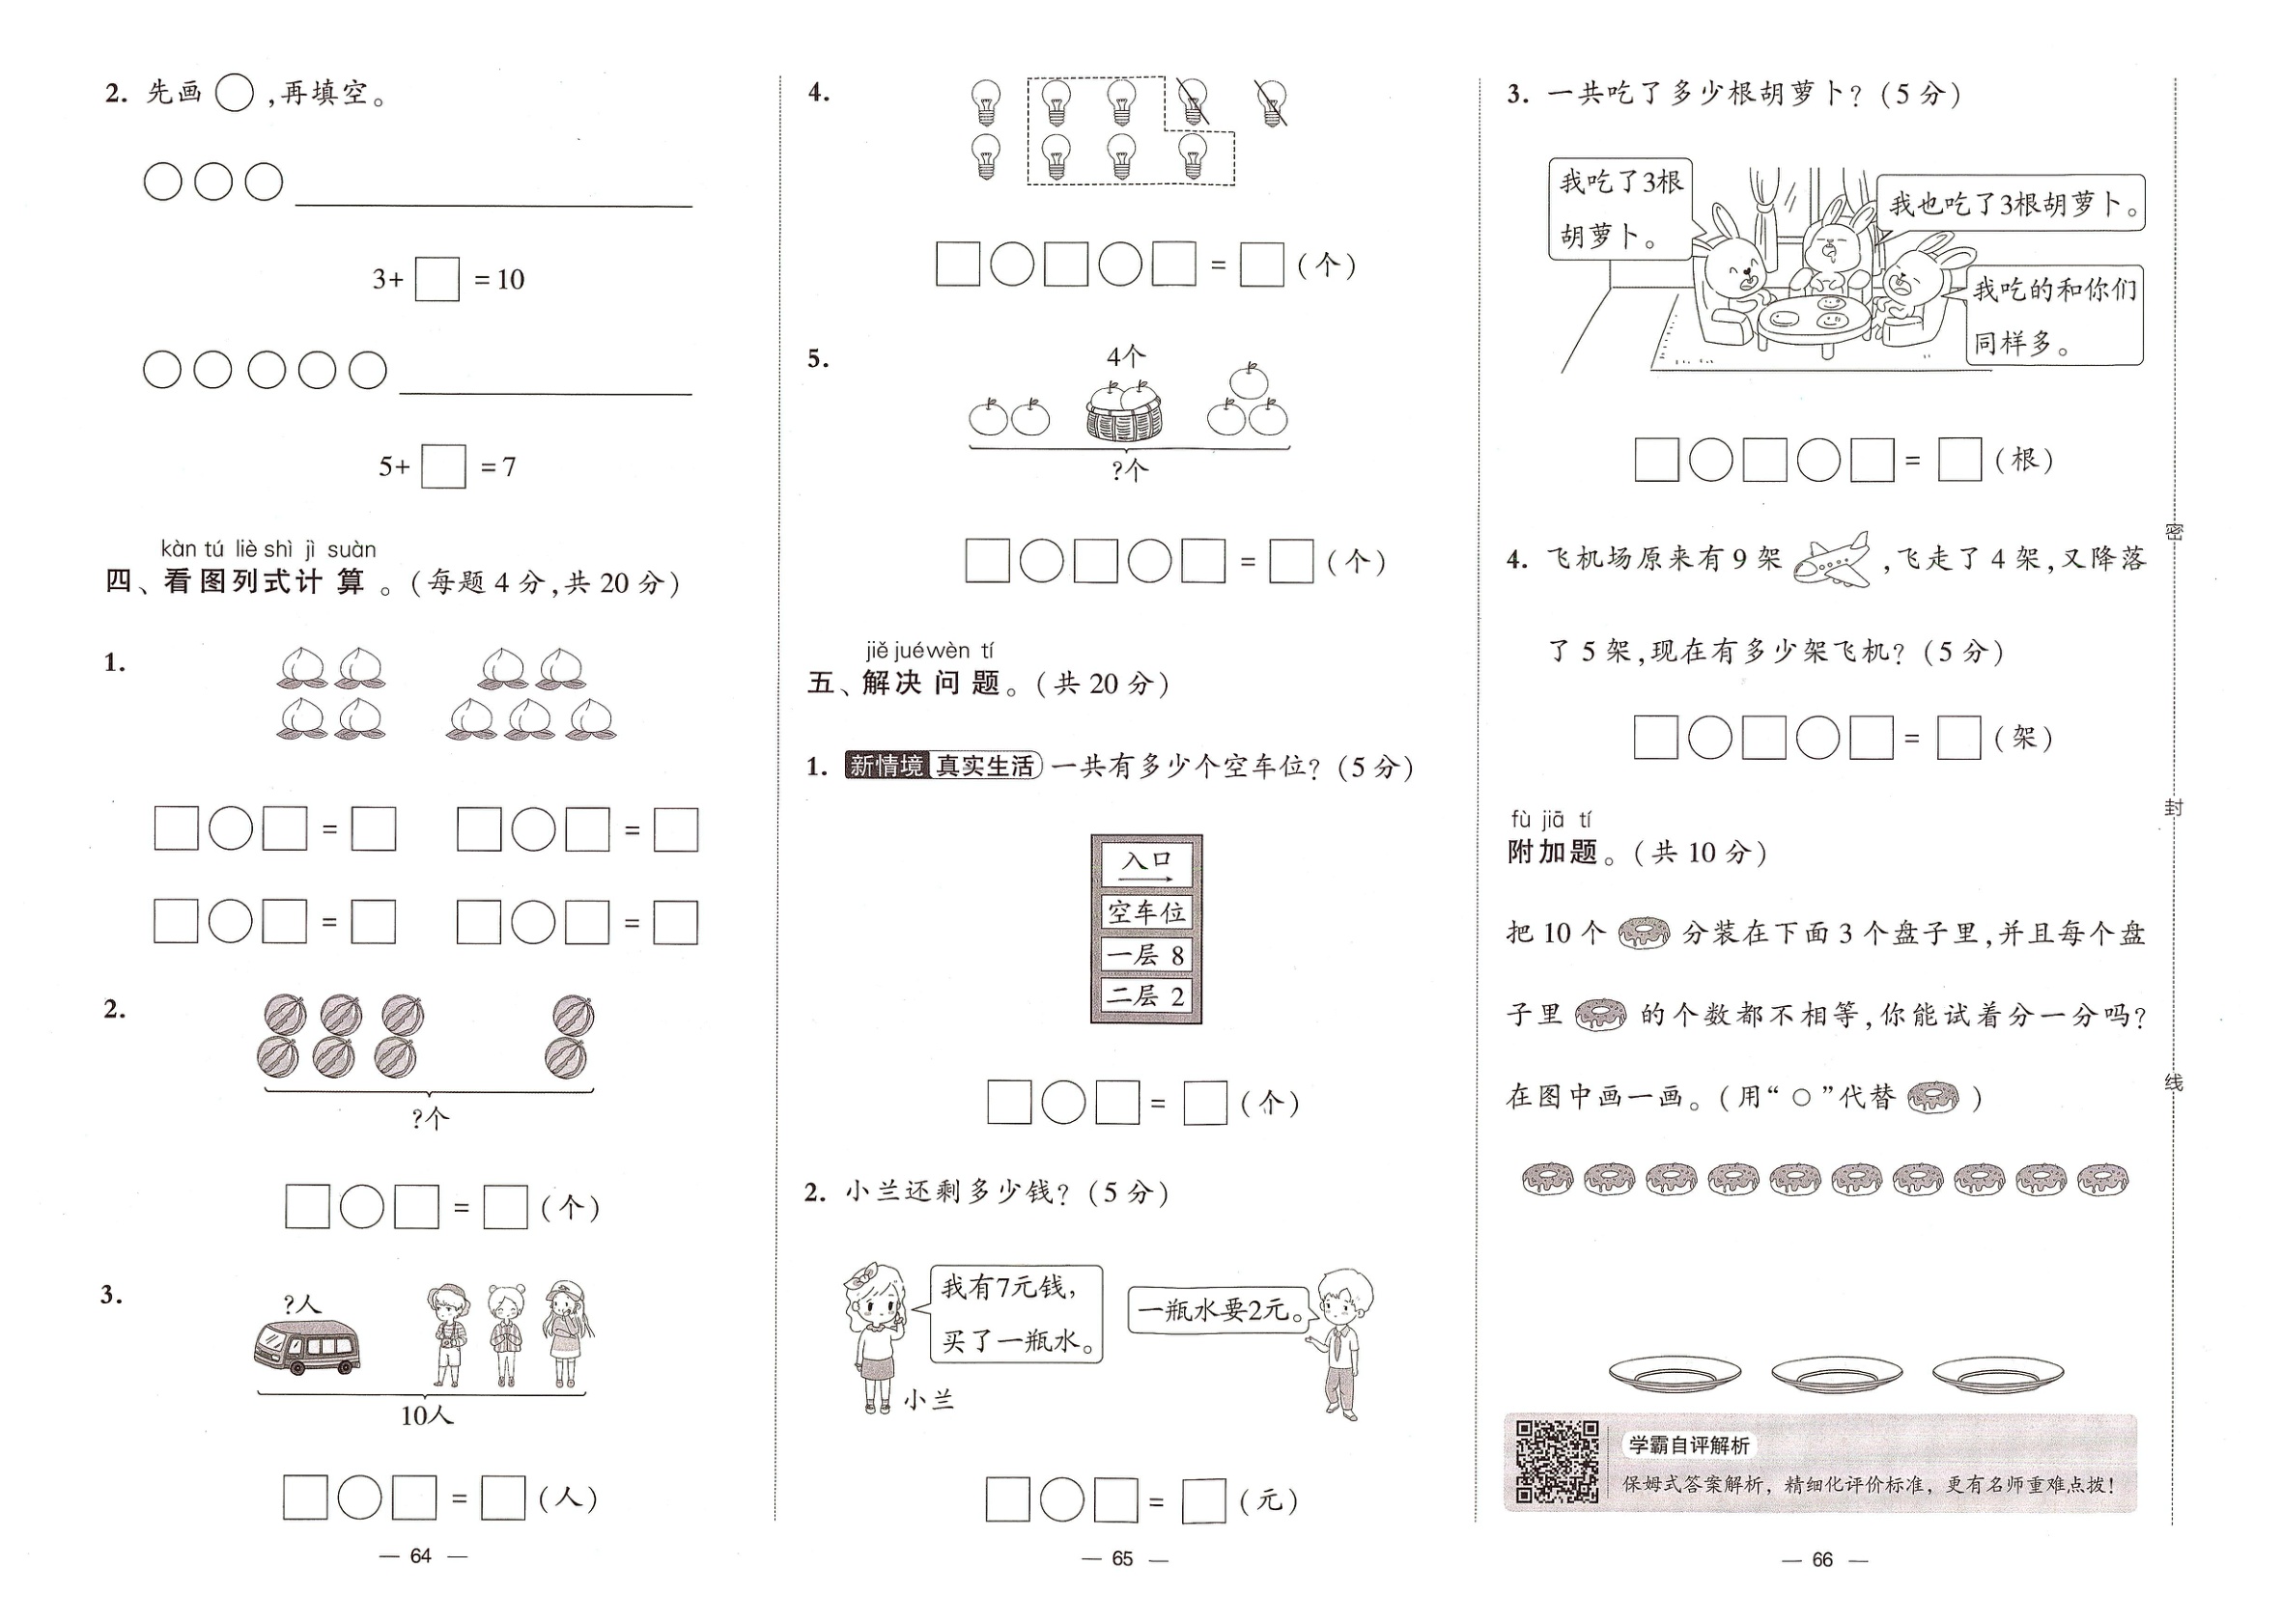 2. 先画○,再填空。
3+□=10
5+□=7
kàn tú liè shì jì suàn
四、看图列式计算。(每题4分,共20分)
1.
□○□=□ □○□=□
□○□=□ □○□=□
2.
?个
□○□=□(个)
3.
?人
10人
□○□=□(人)
— 64 —
4.
□○□○□=□(个)
5.
4个
?个
□○□○□=□(个)
jiě jué wèn tí
五、解决问题。(共20分)
1. 新情境 真实生活 一共有多少个空车位?(5分)
入口
空车位
一层 8
二层 2
□○□=□(个)
2. 小兰还剩多少钱?(5分)
我有7元钱,
买了一瓶水。
一瓶水要2元。
小兰
□○□=□(元)
— 65 —
3. 一共吃了多少根胡萝卜?(5分)
我吃了3根
胡萝卜。
我也吃了3根胡萝卜。
我吃的和你们
同样多。
□○□○□=□(根)
4. 飞机场原来有9架,飞走了4架,又降落
了5架,现在有多少架飞机?(5分)
□○□○□=□(架)
fù jiā tí
附加题。(共10分)
把10个分装在下面3个盘子里,并且每个盘
子里的个数都不相等,你能试着分一分吗?
在图中画一画。(用“○”代替)
学霸自评解析
保姆式答案解析,精细化评价标准,更有名师重难点拨!
— 66 —
密
封
线